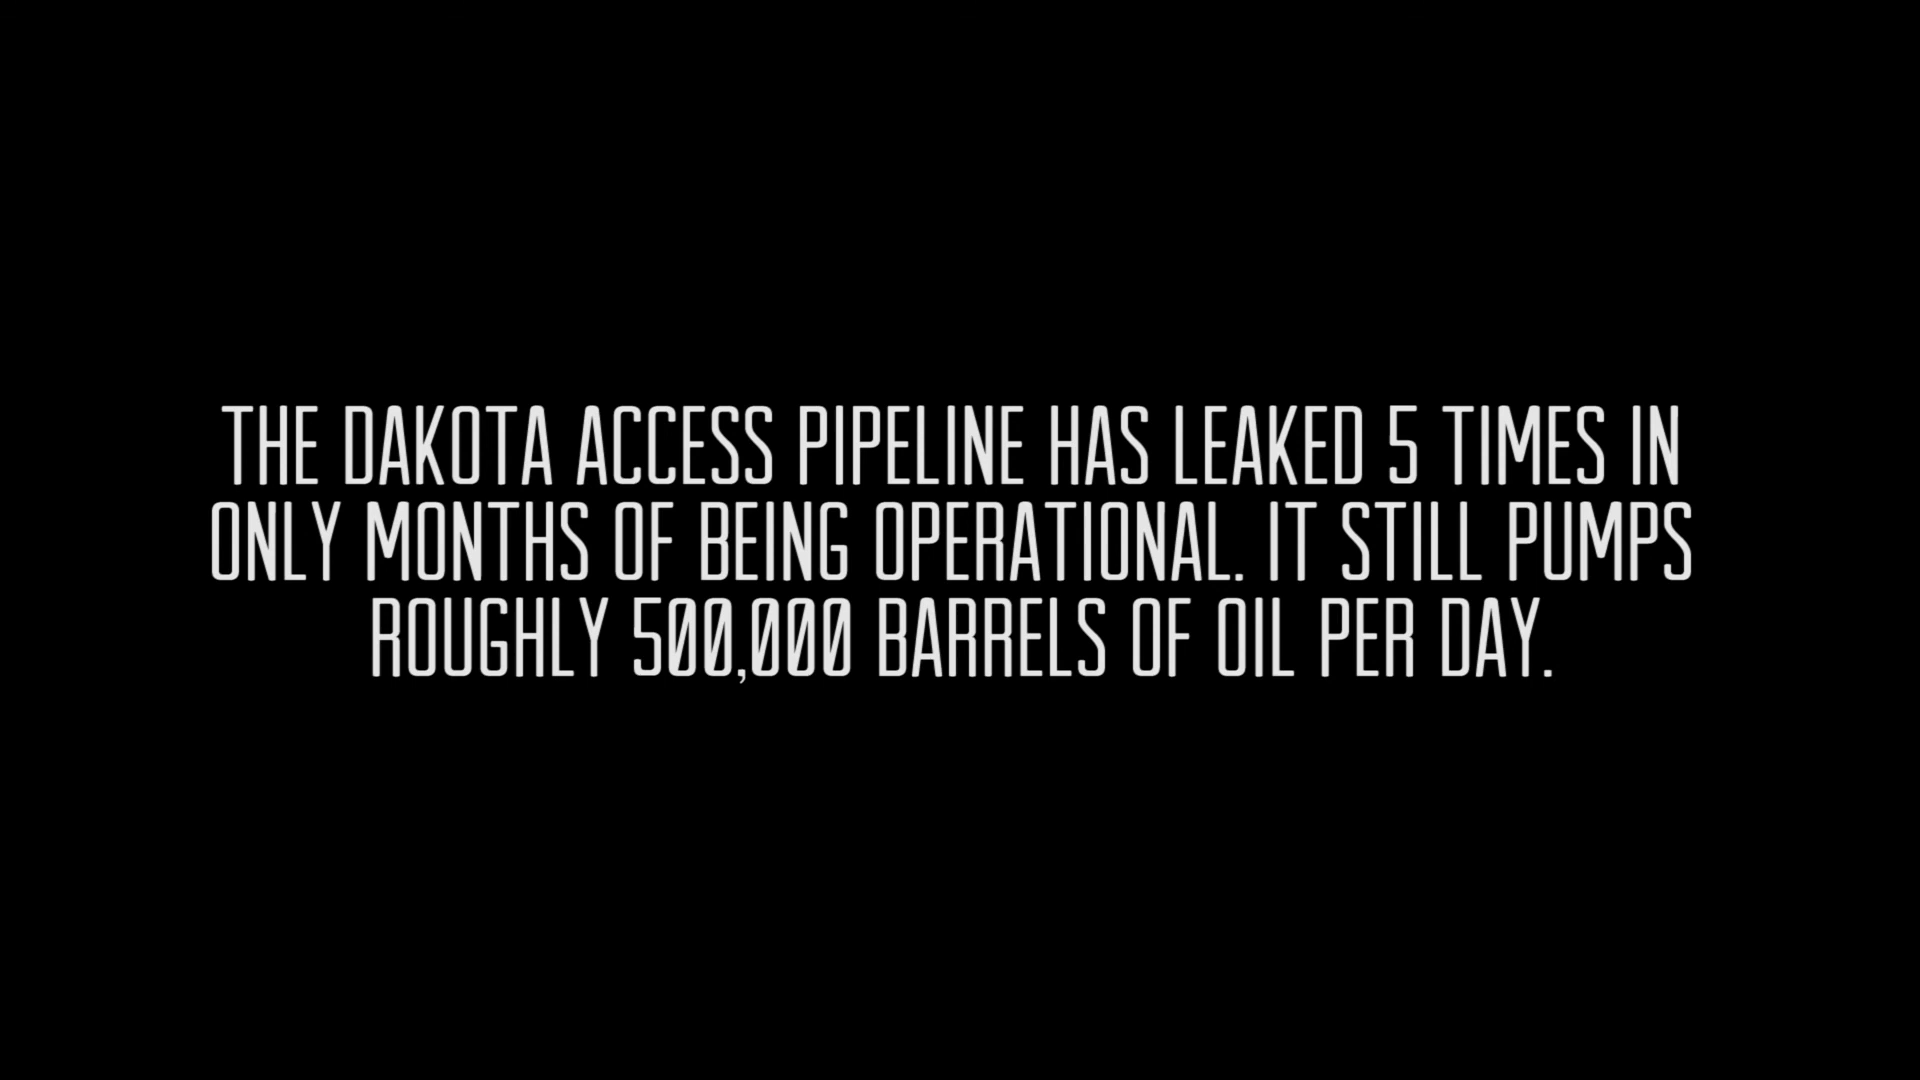 THE DAKOTA ACCESS PIPELINE HAS LEAKED 5 TIMES IN
ONLY MONTHS OF BEING OPERATIONAL. IT STILL PUMPS
ROUGHLY 500,000 BARRELS OF OIL PER DAY.